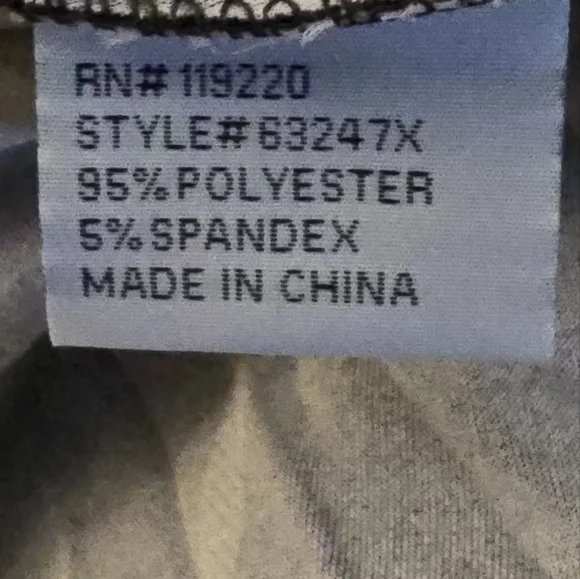 RN# 119220
STYLE# 63247X
95% POLYESTER
5% SPANDEX
MADE IN CHINA